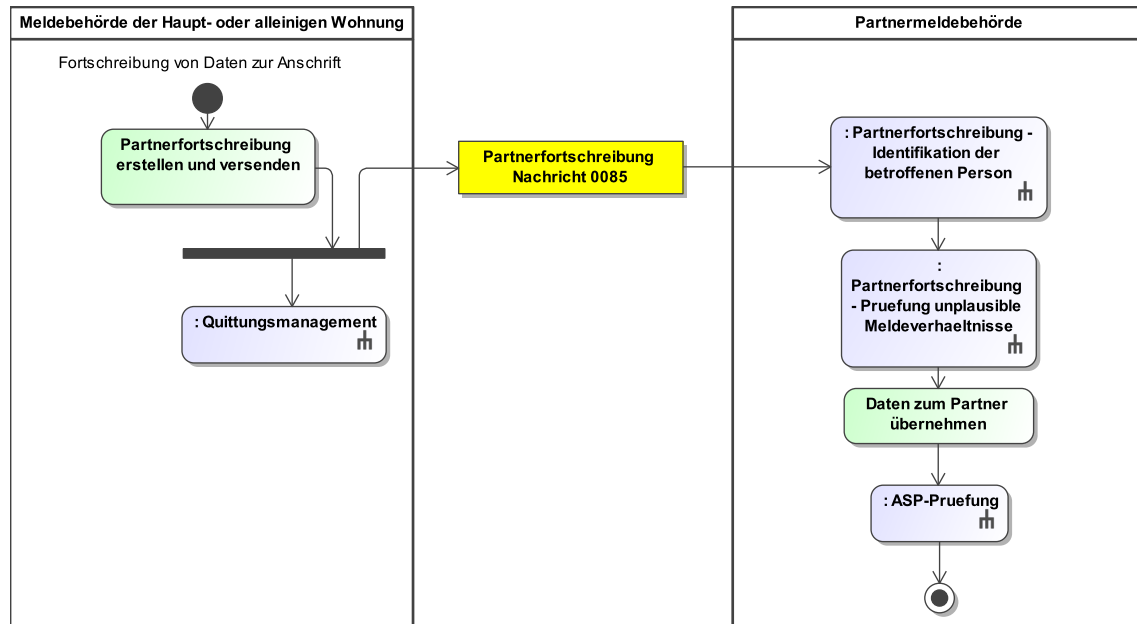 Meldebehörde der Haupt- oder alleinigen Wohnung
Fortschreibung von Daten zur Anschrift
Partnerfortschreibung
erstellen und versenden
: Quittungsmanagement
Partnerfortschreibung
Nachricht 0085
Partnermeldebehörde
: Partnerfortschreibung -
Identifikation der
betroffenen Person
:
Partnerfortschreibung
- Pruefung unplausible
Meldeverhaeltnisse
Daten zum Partner
übernehmen
: ASP-Pruefung